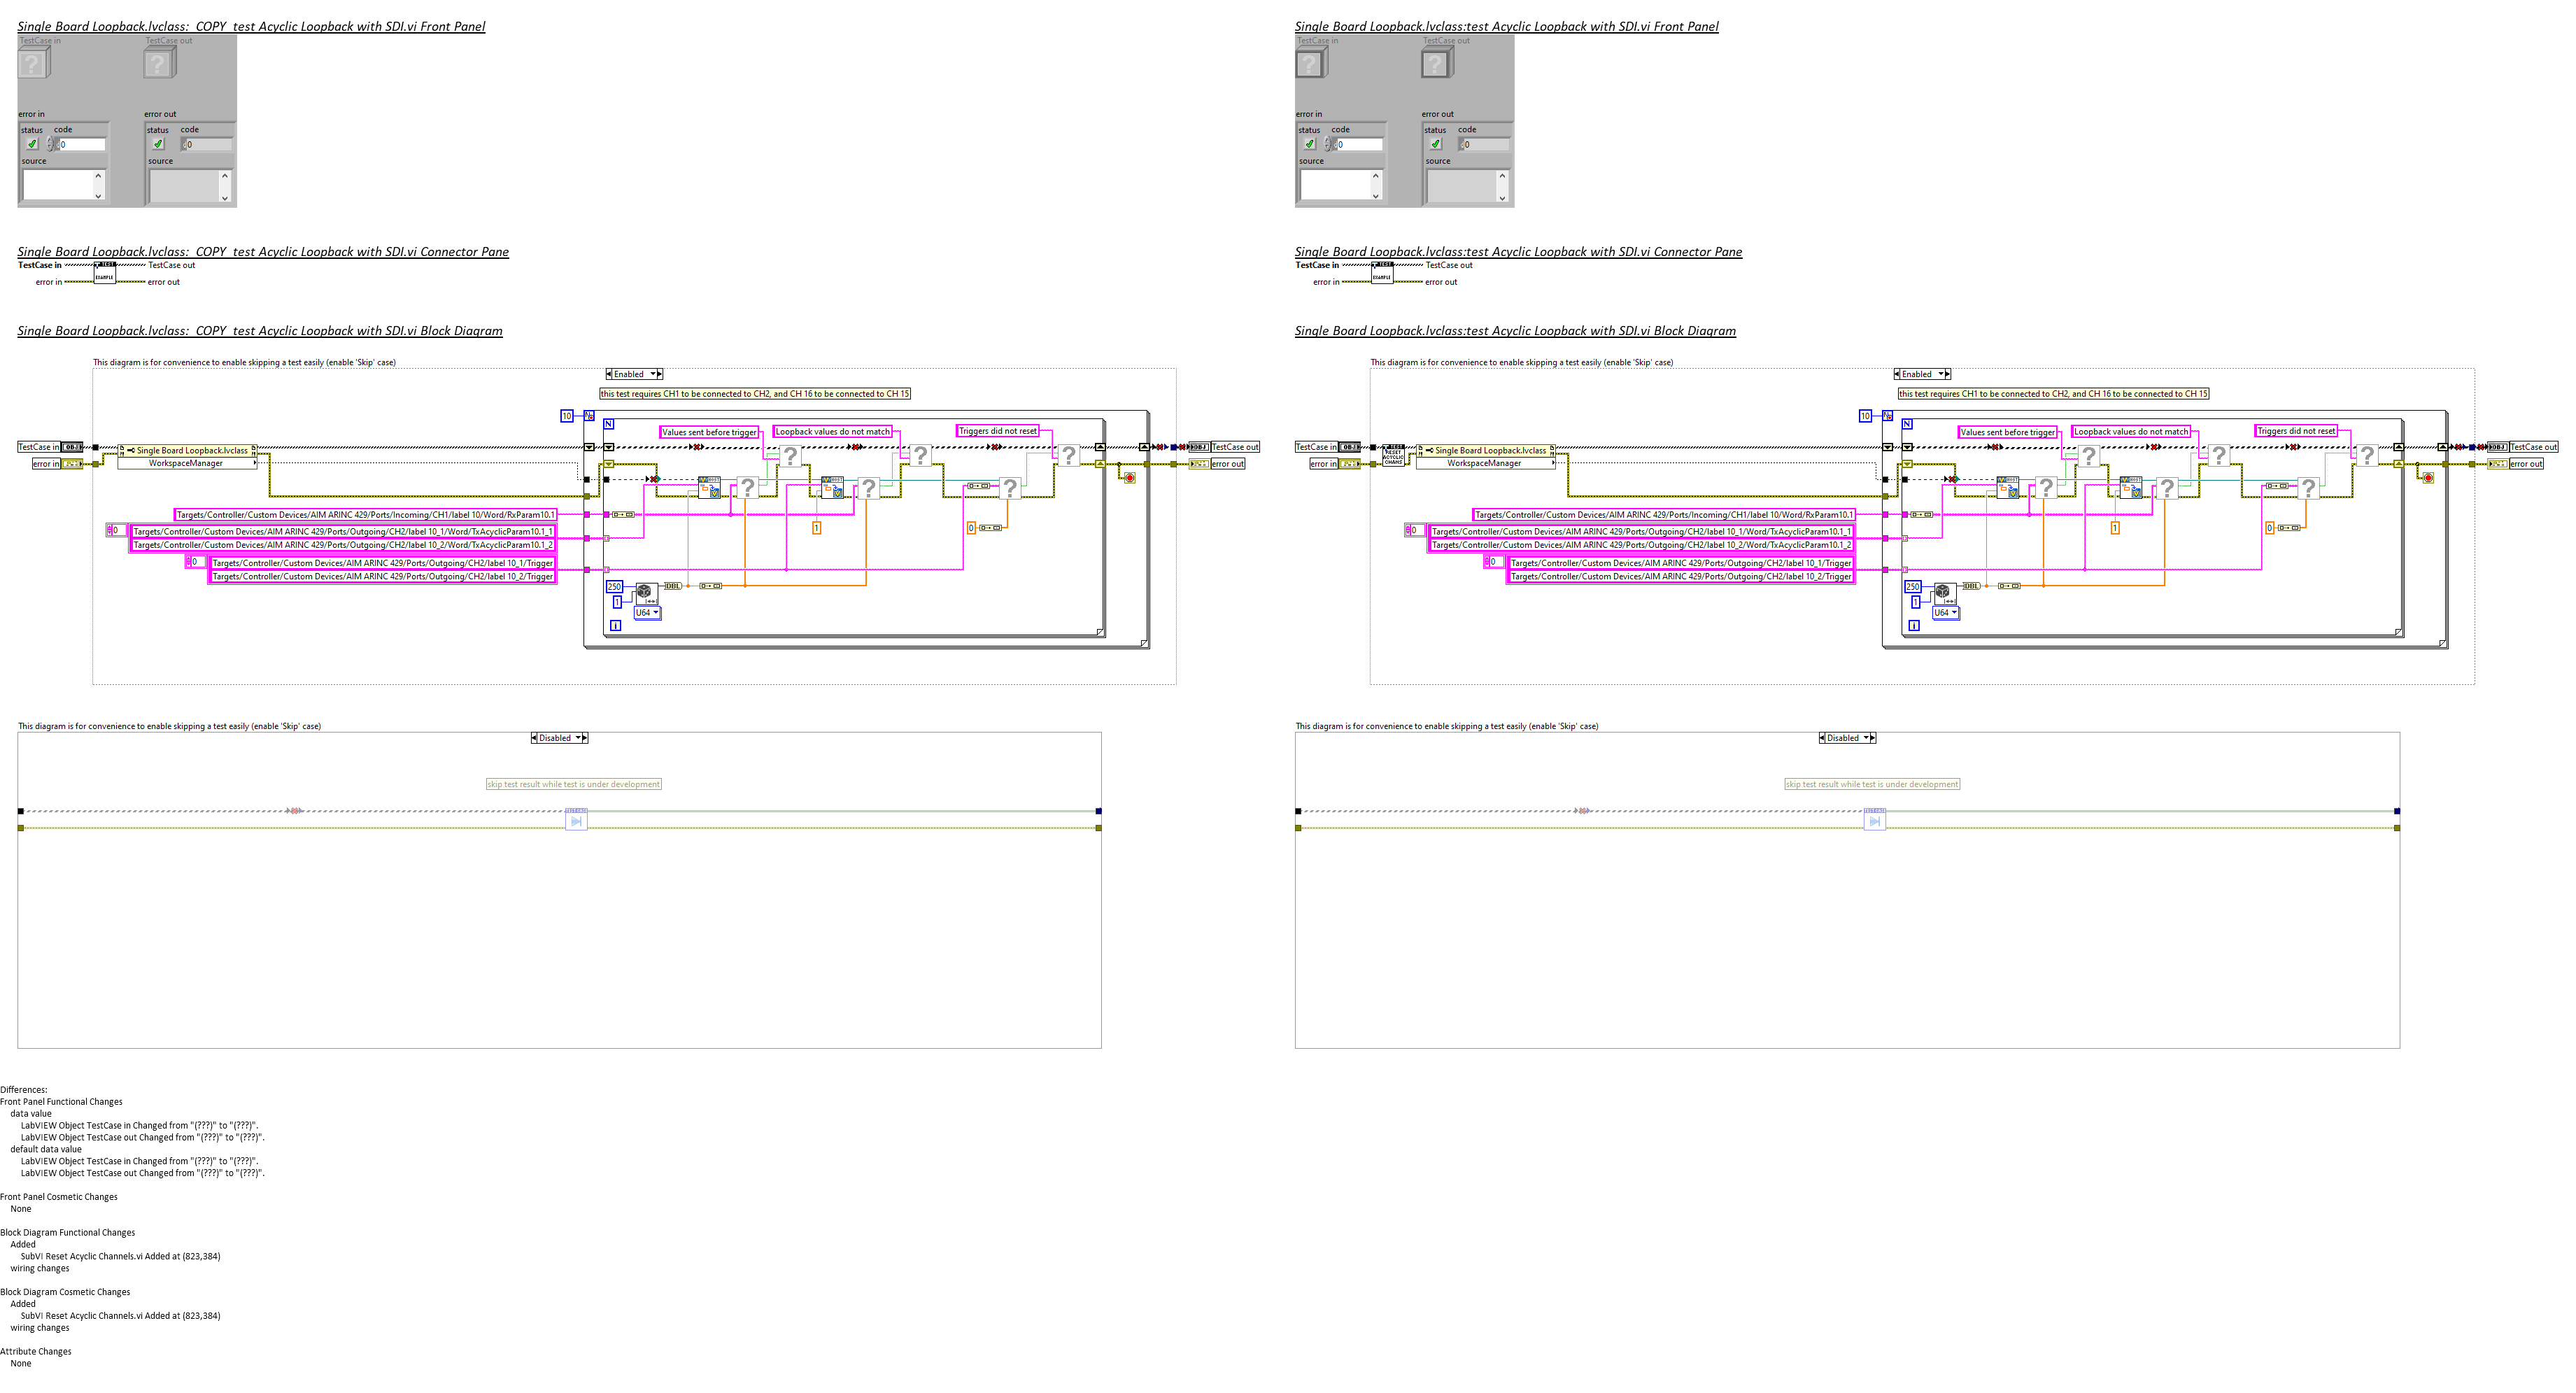 Single Board Loopback.lvclass:  COPY  test Acyclic Loopback with SDI.vi Front Panel
TestCase in
TestCase out
error in
error out
status code
status code
0
0
source
source
Single Board Loopback.lvclass:  COPY  test Acyclic Loopback with SDI.vi Connector Pane
TestCase in
TEST
TestCase out
EXAMPLE
error in
error out
Single Board Loopback.lvclass:  COPY  test Acyclic Loopback with SDI.vi Block Diagram
This diagram is for convenience to enable skipping a test easily (enable 'Skip' case)
Enabled
this test requires CH1 to be connected to CH2, and CH 16 to be connected to CH 15
10
N
N
Values sent before trigger
Loopback values do not match
Triggers did not reset
TestCase in
OBJ
Single Board Loopback.lvclass
OBJ
TestCase out
error in
WorkspaceManager
error out
Targets/Controller/Custom Devices/AIM ARINC 429/Ports/Incoming/CH1/label 10/Word/RxParam10.1
0
Targets/Controller/Custom Devices/AIM ARINC 429/Ports/Outgoing/CH2/label 10_1/Word/TxAcyclicParam10.1_1
Targets/Controller/Custom Devices/AIM ARINC 429/Ports/Outgoing/CH2/label 10_2/Word/TxAcyclicParam10.1_2
1
0
0
Targets/Controller/Custom Devices/AIM ARINC 429/Ports/Outgoing/CH2/label 10_1/Trigger
Targets/Controller/Custom Devices/AIM ARINC 429/Ports/Outgoing/CH2/label 10_2/Trigger
250
DBL
1
U64
i
This diagram is for convenience to enable skipping a test easily (enable 'Skip' case)
Disabled
skip test result while test is under development
Single Board Loopback.lvclass:test Acyclic Loopback with SDI.vi Front Panel
TestCase in
TestCase out
error in
error out
status code
status code
0
0
source
source
Single Board Loopback.lvclass:test Acyclic Loopback with SDI.vi Connector Pane
TestCase in
TEST
TestCase out
EXAMPLE
error in
error out
Single Board Loopback.lvclass:test Acyclic Loopback with SDI.vi Block Diagram
This diagram is for convenience to enable skipping a test easily (enable 'Skip' case)
Enabled
this test requires CH1 to be connected to CH2, and CH 16 to be connected to CH 15
10
N
N
Values sent before trigger
Loopback values do not match
Triggers did not reset
TestCase in
OBJ
RESET
ACYCLIC
Single Board Loopback.lvclass
OBJ
TestCase out
error in
WorkspaceManager
error out
Targets/Controller/Custom Devices/AIM ARINC 429/Ports/Incoming/CH1/label 10/Word/RxParam10.1
0
Targets/Controller/Custom Devices/AIM ARINC 429/Ports/Outgoing/CH2/label 10_1/Word/TxAcyclicParam10.1_1
Targets/Controller/Custom Devices/AIM ARINC 429/Ports/Outgoing/CH2/label 10_2/Word/TxAcyclicParam10.1_2
1
0
0
Targets/Controller/Custom Devices/AIM ARINC 429/Ports/Outgoing/CH2/label 10_1/Trigger
Targets/Controller/Custom Devices/AIM ARINC 429/Ports/Outgoing/CH2/label 10_2/Trigger
250
DBL
1
U64
i
This diagram is for convenience to enable skipping a test easily (enable 'Skip' case)
Disabled
skip test result while test is under development
Differences:
Front Panel Functional Changes
data value
LabVIEW Object TestCase in Changed from "(???)" to "(???)".
LabVIEW Object TestCase out Changed from "(???)" to "(???)".
default data value
LabVIEW Object TestCase in Changed from "(???)" to "(???)".
LabVIEW Object TestCase out Changed from "(???)" to "(???)".
Front Panel Cosmetic Changes
None
Block Diagram Functional Changes
Added
SubVI Reset Acyclic Channels.vi Added at (823,384)
wiring changes
Block Diagram Cosmetic Changes
Added
SubVI Reset Acyclic Channels.vi Added at (823,384)
wiring changes
Attribute Changes
None